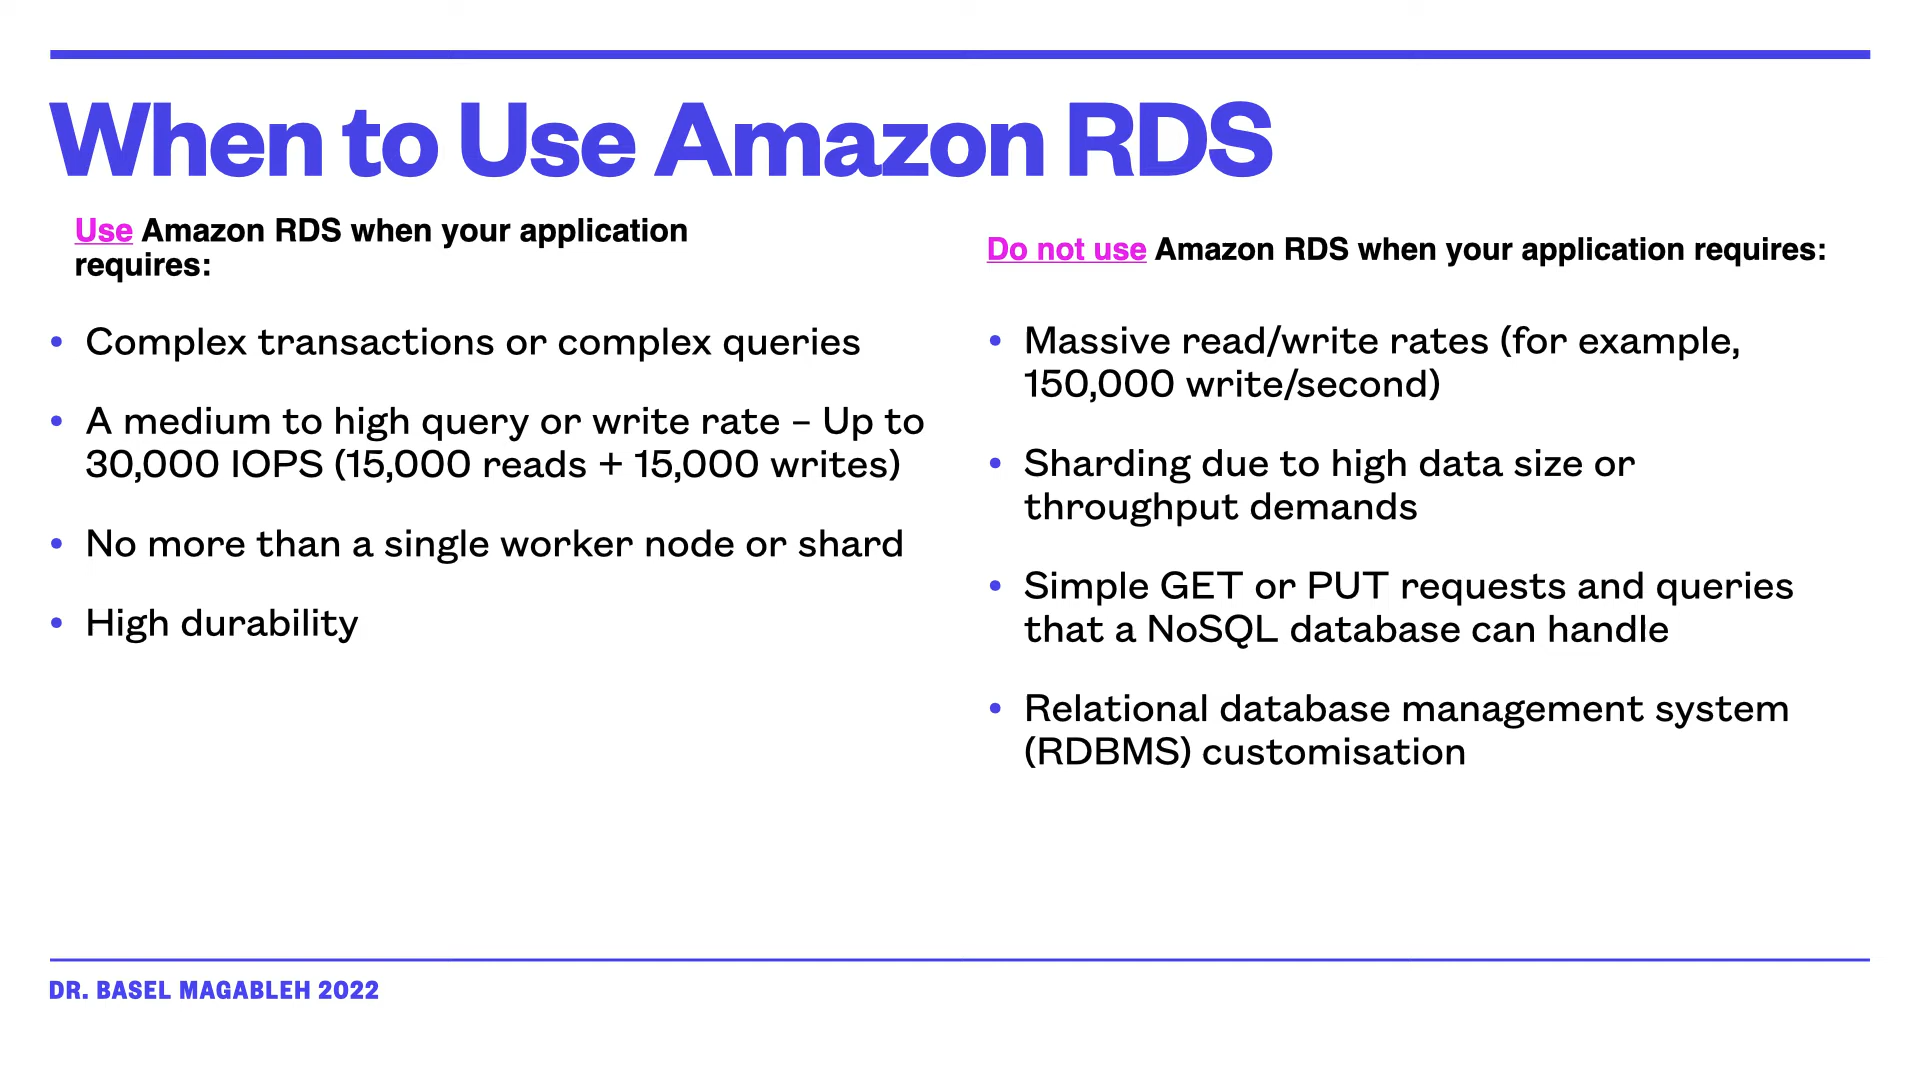 When to Use Amazon RDS
Use Amazon RDS when your application
requires:
• Complex transactions or complex queries
• A medium to high query or write rate – Up to
30,000 IOPS (15,000 reads + 15,000 writes)
• No more than a single worker node or shard
• High durability
Do not use Amazon RDS when your application requires:
• Massive read/write rates (for example,
150,000 write/second)
• Sharding due to high data size or
throughput demands
• Simple GET or PUT requests and queries
that a NoSQL database can handle
• Relational database management system
(RDBMS) customisation
DR. BASEL MAGABLEH 2022